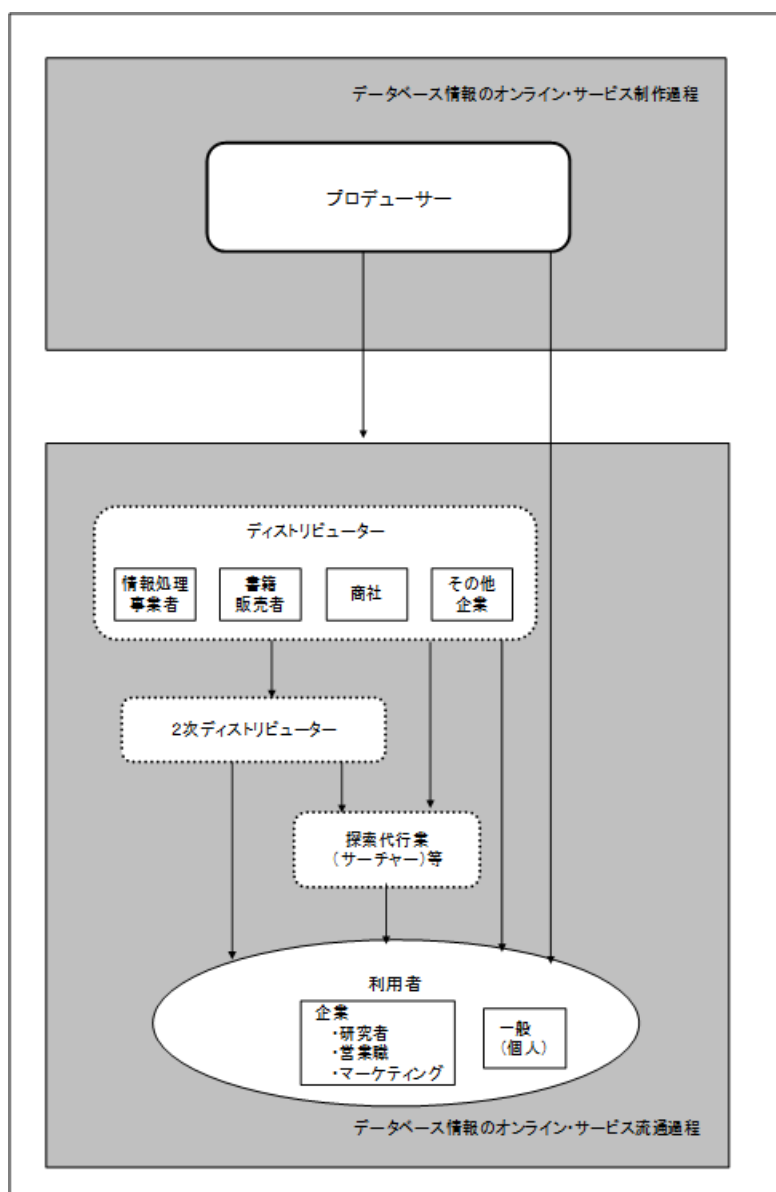 データベース情報のオンライン・サービス制作過程
プロデューサー
ディストリビューター
情報処理
事業者
書籍
販売者
商社
その他
企業
2次ディストリビューター
探索代行業
(サーチャー)等
利用者
企業
・研究者
・営業職
・マーケティング
一般
(個人)
データベース情報のオンライン・サービス流通過程